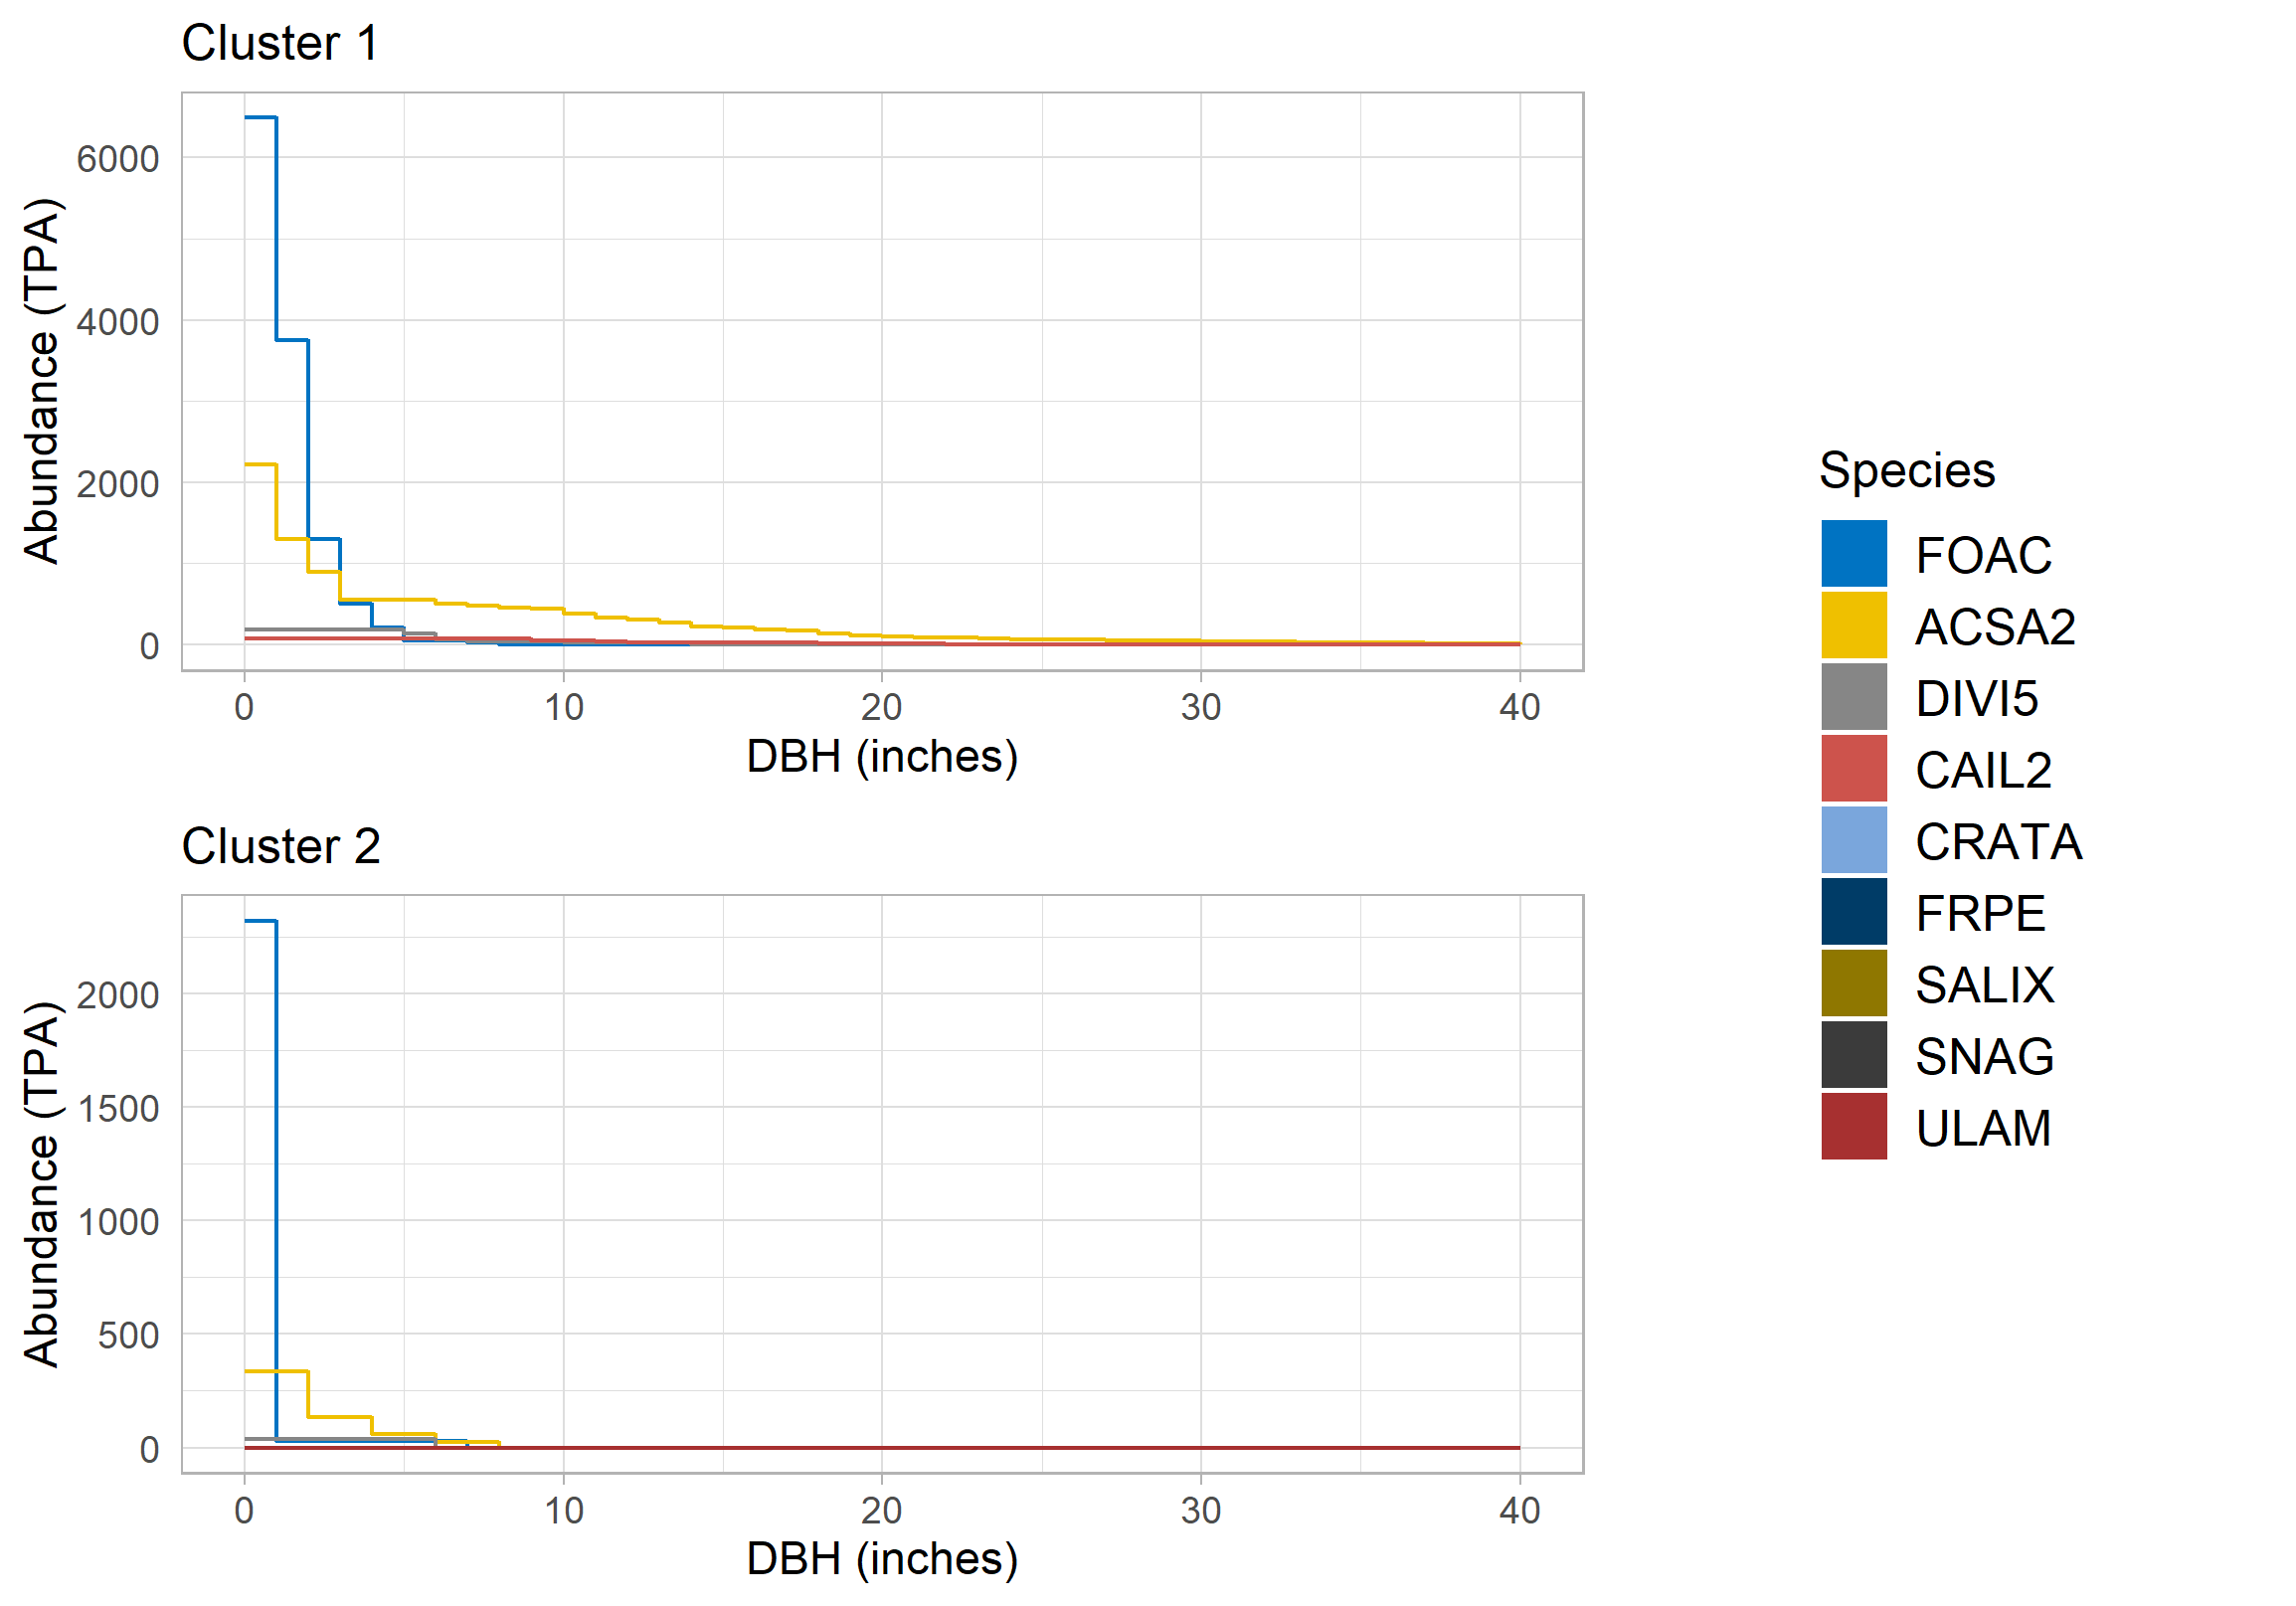 Cluster 1
Abundance (TPA)
6000
4000
2000
0
0 10 20 30 40
DBH (inches)
Cluster 2
Abundance (TPA)
2000
1500
1000
500
0
0 10 20 30 40
DBH (inches)
Species
FOAC
ACSA2
DIVI5
CAIL2
CRATA
FRPE
SALIX
SNAG
ULAM